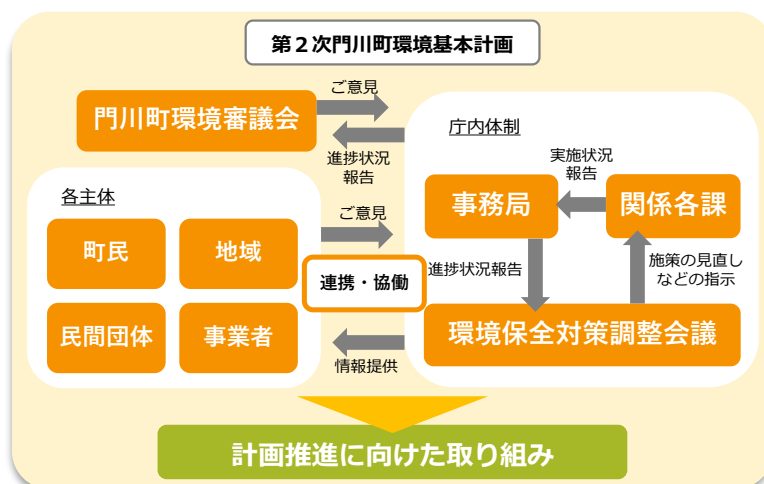 第２次門川町環境基本計画
門川町環境審議会
ご意見
進捗状況
報告
庁内体制
実施状況
報告
事務局
関係各課
進捗状況報告
施策の見直し
などの指示
環境保全対策調整会議
各主体
町民
地域
民間団体
事業者
ご意見
連携・協働
情報提供
計画推進に向けた取り組み